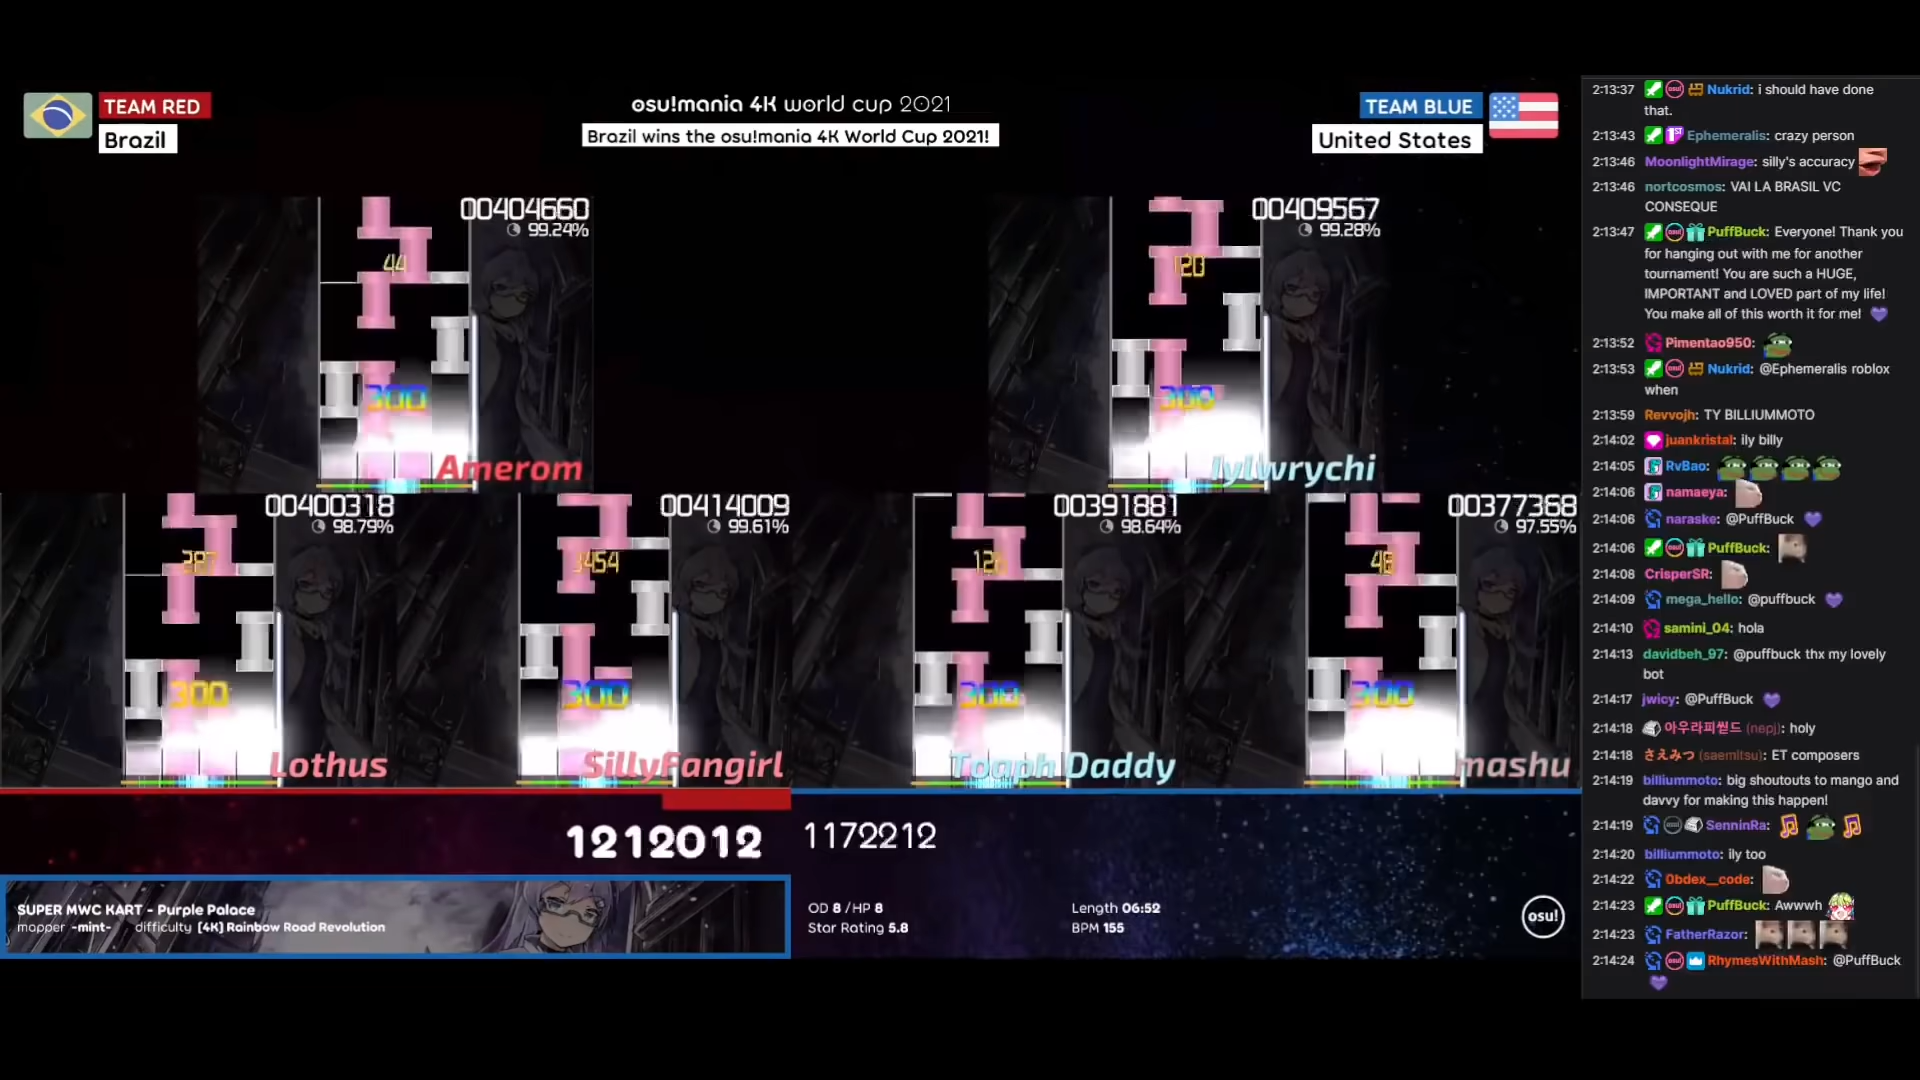 TEAM RED
Brazil
osu!mania 4K world cup 2021
Brazil wins the osu!mania 4K World Cup 2021!
TEAM BLUE
United States
00404660
99.24%
44
300
Amerom
00409567
99.28%
120
300
lylwrychi
00400318
98.79%
300
Lothus
00414009
99.61%
300
SillyFangirl
00391881
98.64%
300
Toaph Daddy
00377368
97.55%
300
mashu
1212012
1172212
SUPER MWC KART - Purple Palace
mapper -mint- difficulty [4K] Rainbow Road Revolution
OD 8 / HP 8
Star Rating 5.8
Length 06:52
BPM 155
osu!
2:13:37 Nukrid: i should have done
that.
2:13:43 Ephemeralis: crazy person
2:13:46 MoonlightMirage: silly's accuracy
2:13:46 nortcosmos: VAI LA BRASIL VC
CONSEQUE
2:13:47 PuffBuck: Everyone! Thank you
for hanging out with me for another
tournament! You are such a HUGE,
IMPORTANT and LOVED part of my life!
You make all of this worth it for me!
2:13:52 Pimentao950:
2:13:53 Nukrid: @Ephemeralis roblox
when
2:13:59 Revvojh: TY BILLIUMMOTO
2:14:02 juankristal: ily billy
2:14:05 RvBao:
2:14:06 namaeya:
2:14:06 naraske: @PuffBuck
2:14:06 PuffBuck:
2:14:08 CrisperSR:
2:14:09 mega_hello: @puffbuck
2:14:10 samini_04: hola
2:14:13 davidbeh_97: @puffbuck thx my lovely
bot
2:14:17 jwicy: @PuffBuck
2:14:18 아우라피씰드 (nepj): holy
2:14:18 さえみつ (saemitsu): ET composers
2:14:19 billiummoto: big shoutouts to mango and
davvy for making this happen!
2:14:19 SenninRa:
2:14:20 billiummoto: ily too
2:14:22 0bdex__code:
2:14:23 PuffBuck: Awwwh
2:14:23 FatherRazor:
2:14:24 RhymesWithMash: @PuffBuck